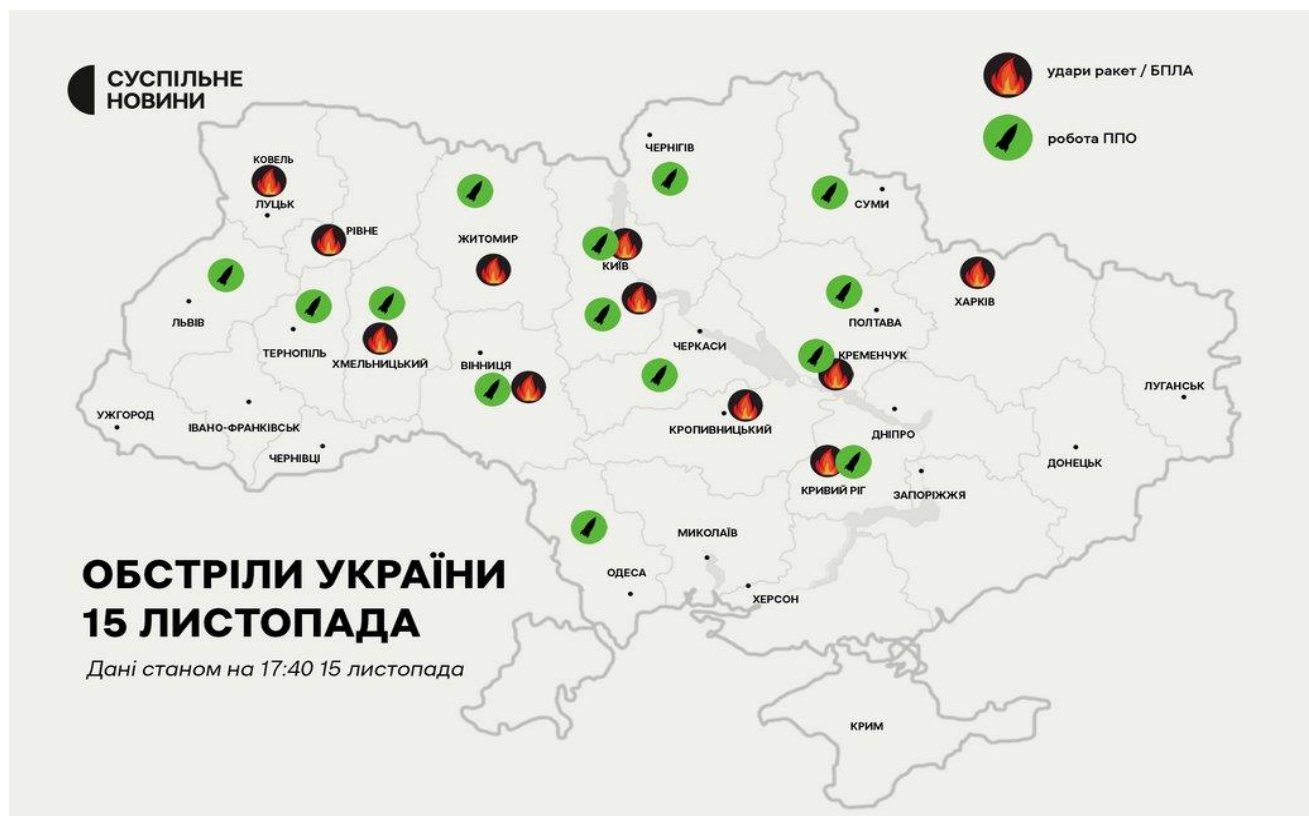 СУСПІЛЬНЕ
НОВИНИ
удари ракет / БПЛА
робота ППО
ЧЕРНІГІВ
КОВЕЛЬ
ЛУЦЬК
СУМИ
РІВНЕ
ЖИТОМИР
КИЇВ
ХАРКІВ
ЛЬВІВ
ПОЛТАВА
ТЕРНОПІЛЬ
ХМЕЛЬНИЦЬКИЙ
ВІННИЦЯ
ЧЕРКАСИ
КРЕМЕНЧУК
ЛУГАНСЬК
УЖГОРОД
ІВАНО-ФРАНКІВСЬК
КРОПИВНИЦЬКИЙ
ДНІПРО
ЧЕРНІВЦІ
ДОНЕЦЬК
КРИВИЙ РІГ
ЗАПОРІЖЖЯ
МИКОЛАЇВ
ОДЕСА
ХЕРСОН
ОБСТРІЛИ УКРАЇНИ
15 ЛИСТОПАДА
Дані станом на 17:40 15 листопада
КРИМ